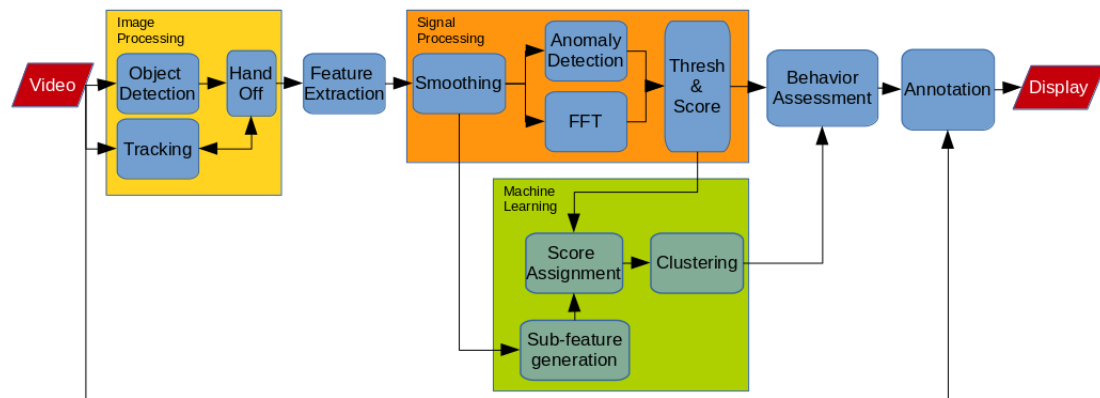 Image
Processing
Video
Object
Detection
Hand
Off
Tracking
Feature
Extraction
Signal
Processing
Smoothing
Anomaly
Detection
FFT
Thresh
&
Score
Behavior
Assessment
Annotation
Display
Machine
Learning
Score
Assignment
Clustering
Sub-feature
generation